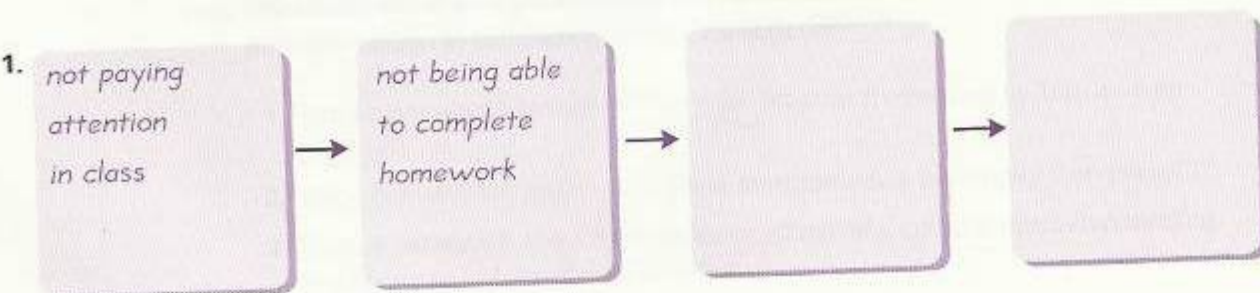 1.
not paying
attention
in class
not being able
to complete
homework